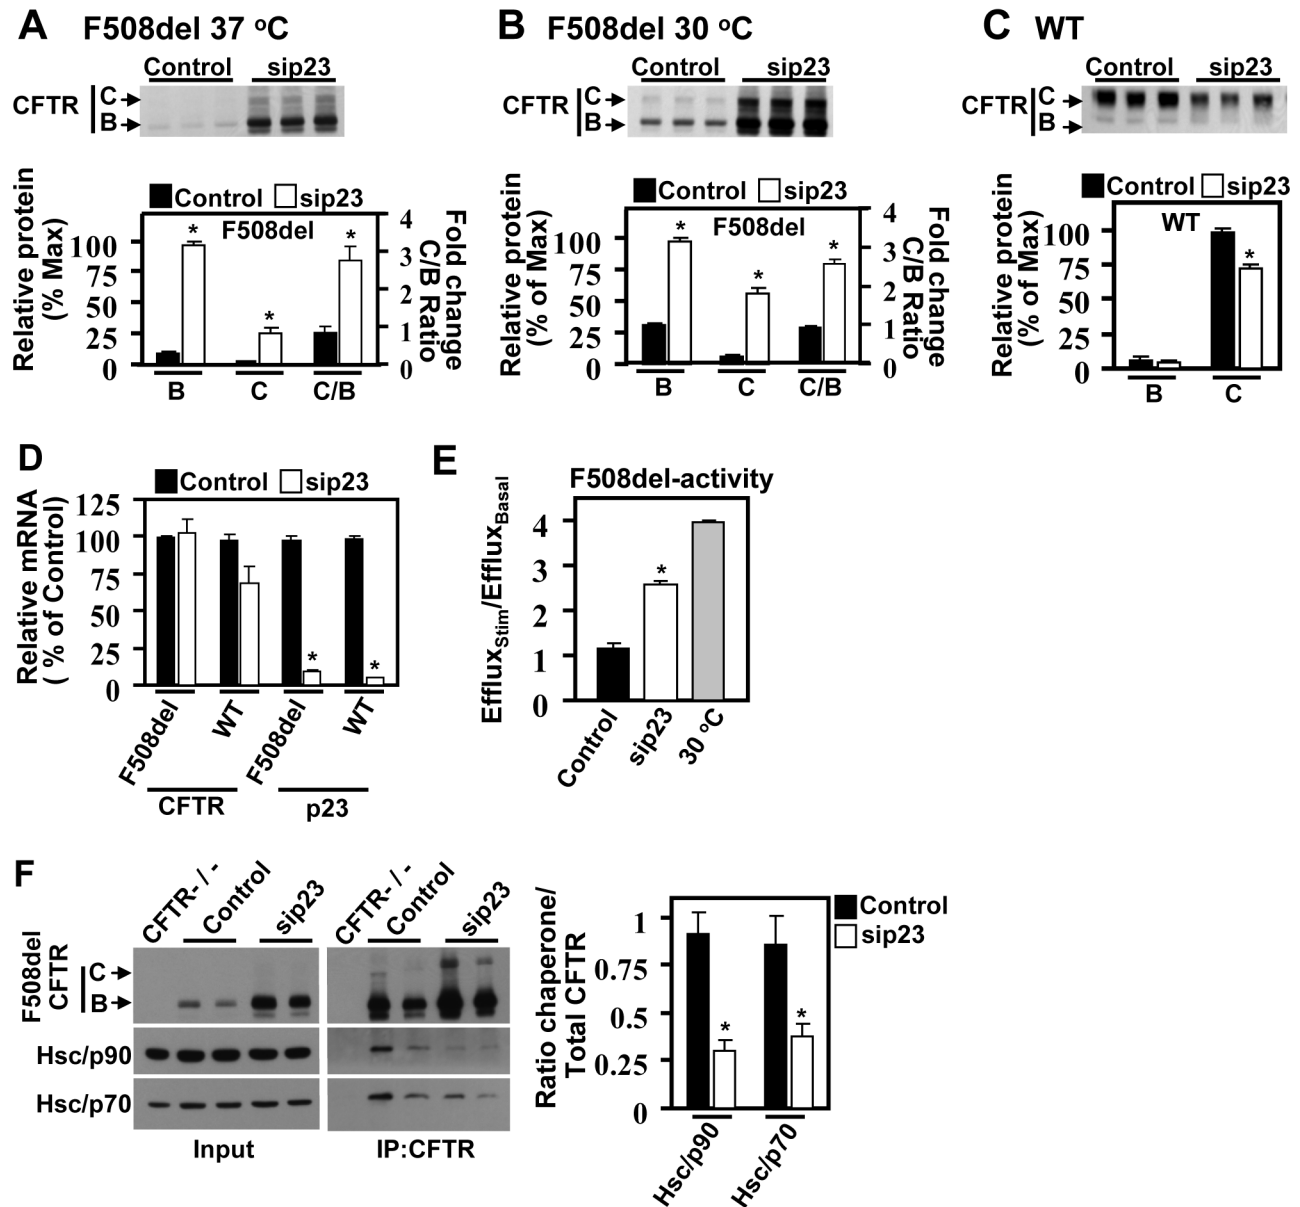 A F508del 37 °C
Control sip23
CFTR
C
B
Control sip23
F508del
Relative protein
(% Max)
100
75
50
25
0
4
3
2
1
0
Fold change
C/B Ratio
* * *
B C C/B
B F508del 30 °C
Control sip23
CFTR
C
B
Control sip23
F508del
Relative protein
(% of Max)
100
75
50
25
0
4
3
2
1
0
Fold change
C/B Ratio
* * *
B C C/B
C WT
Control sip23
CFTR
C
B
Control sip23
WT
Relative protein
(% of Max)
100
75
50
25
0
*
B C
D
Control sip23
Relative mRNA
( % of Control)
125
100
75
50
25
0
* *
F508del WT F508del WT
CFTR p23
E
F508del-activity
EffluxStim/EffluxBasal
4
3
2
1
0
*
Control sip23 30 °C
F
CFTR- / - Control sip23 CFTR- / - Control sip23
F508del
CFTR
C
B
Hsc/p90
Hsc/p70
Input IP:CFTR
Control
sip23
Ratio chaperone/
Total CFTR
1
0.75
0.5
0.25
0
* *
Hsc/p90 Hsc/p70